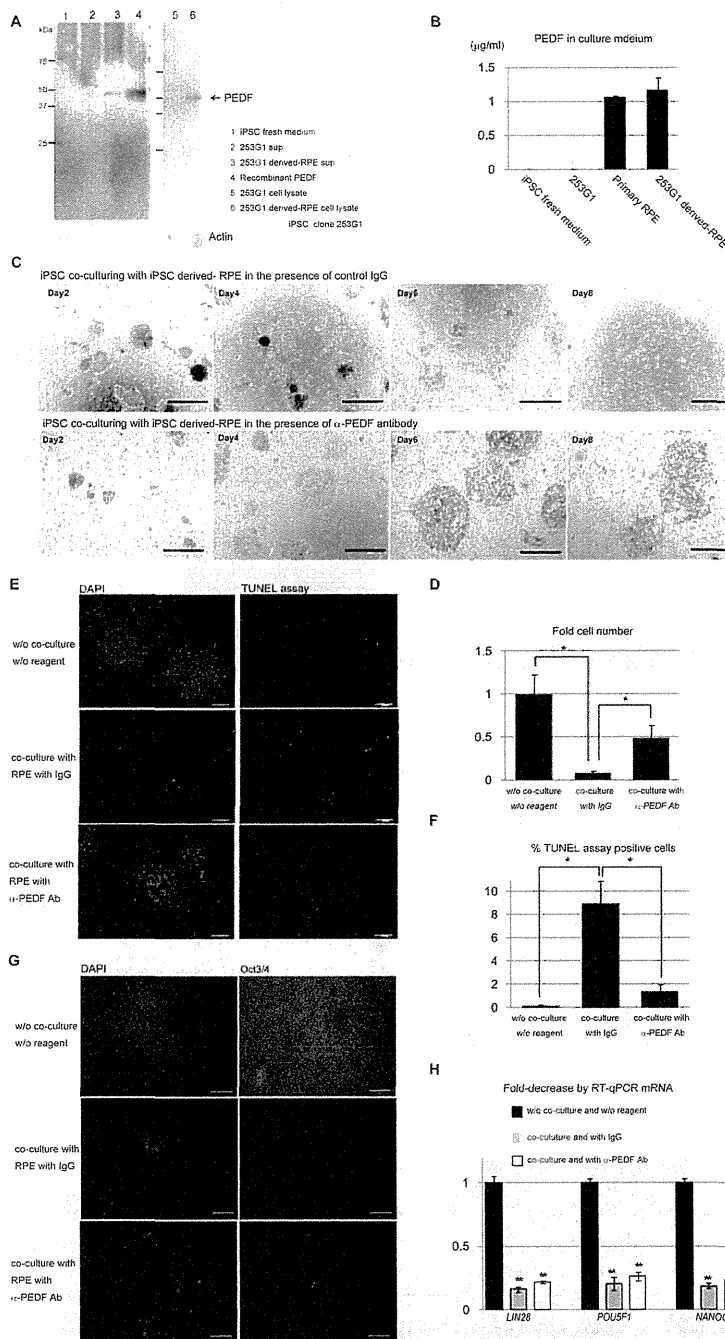 A
1 2 3 4 5 6
kDa
75
50
37
25
← PEDF
1 iPSC fresh medium
2 253G1 sup
3 253G1 derived-RPE sup
4 Recombinant PEDF
5 253G1 cell lysate
6 253G1 derived-RPE cell lysate
iPSC clone 253G1
Actin
B
PEDF in culture mdeium
(μg/ml)
1.5
1
0.5
0
iPSC fresh medium
253G1
Primary RPE
253G1 derived-RPE
C
iPSC co-culturing with iPSC derived- RPE in the presence of control IgG
Day2
Day4
Day6
Day8
iPSC co-culturing with iPSC derived-RPE in the presence of α-PEDF antibody
Day2
Day4
Day6
Day8
E
DAPI
TUNEL assay
w/o co-culture
w/o reagent
co-culture with
RPE with IgG
co-culture with
RPE with
α-PEDF Ab
D
Fold cell number
1.5
1
0.5
0
*
*
w/o co-culture
w/o reagent
co-culture
with IgG
co-culture with
α-PEDF Ab
F
% TUNEL assay positive cells
10
8
6
4
2
0
*
*
w/o co-culture
w/o reagent
co-culture
with IgG
co-culture with
α-PEDF Ab
G
DAPI
Oct3/4
w/o co-culture
w/o reagent
co-culture with
RPE with IgG
co-culture with
RPE with
α-PEDF Ab
H
Fold-decrease by RT-qPCR mRNA
w/o co-culture and w/o reagent
co-cululture and with IgG
co-culture and with α-PEDF Ab
1
0.5
0
** ** ** ** **
LIN28
POU5F1